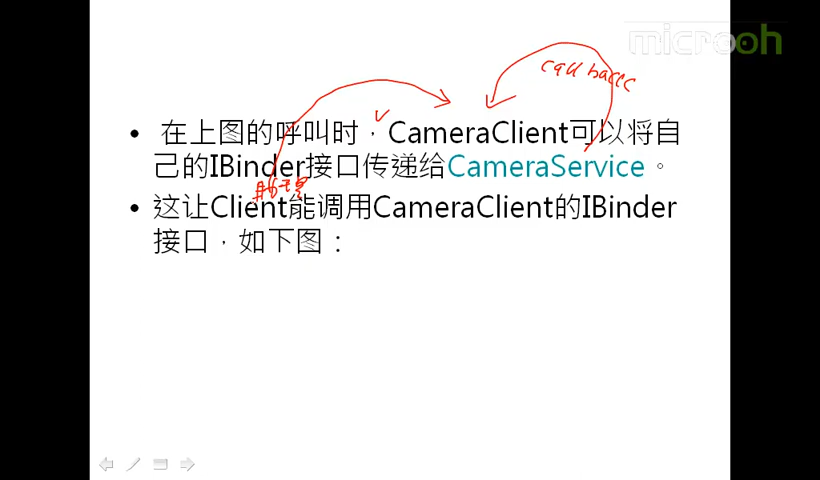 microoh
call bacc
• 在上图的呼叫时，CameraClient可以将自
己的IBinder接口传递给CameraService。
• 这让Client能调用CameraClient的IBinder
接口，如下图：